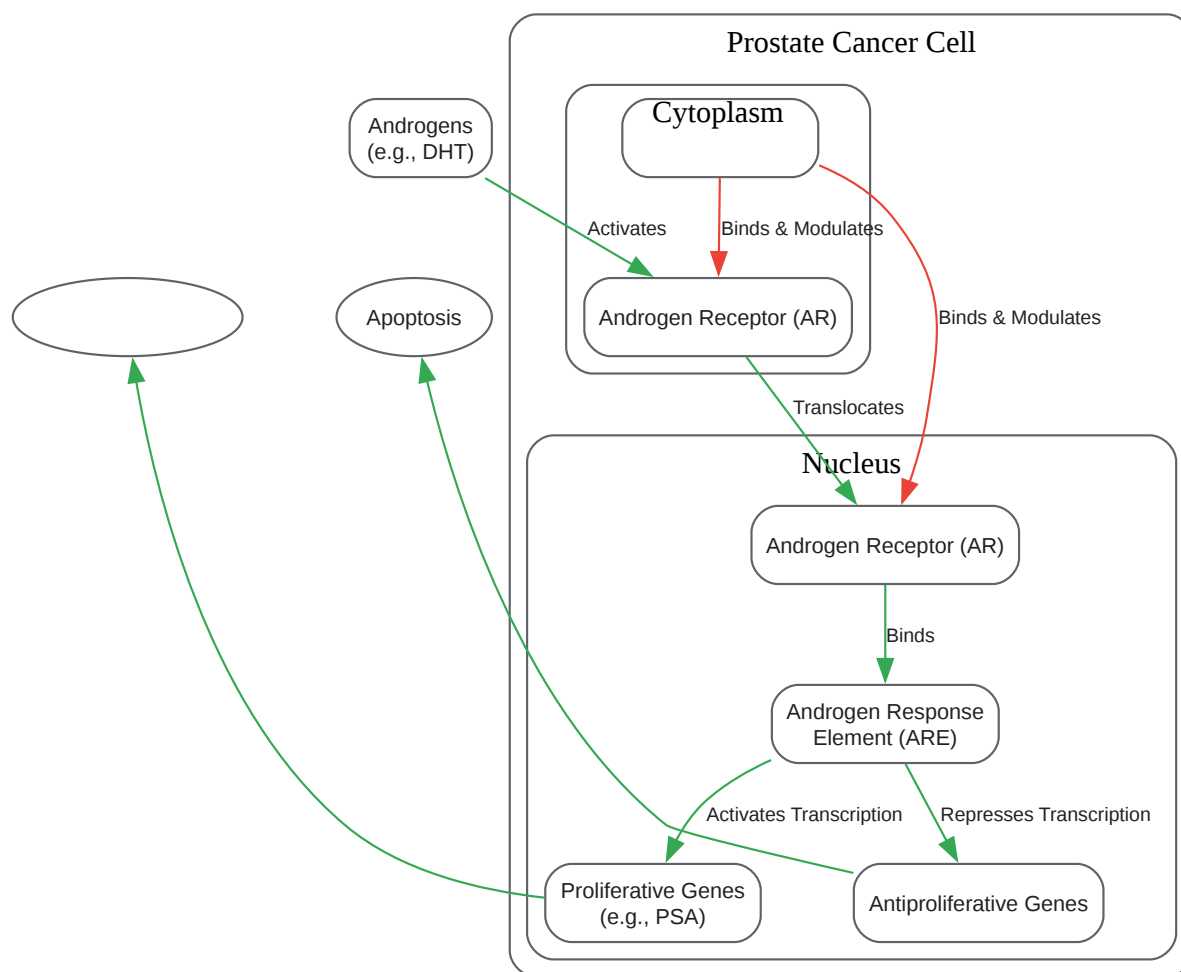 Prostate Cancer Cell
Cytoplasm
Androgens
(e.g., DHT)
Activates
Binds & Modulates
Apoptosis
Androgen Receptor (AR)
Binds & Modulates
Translocates
Nucleus
Androgen Receptor (AR)
Binds
Androgen Response
Element (ARE)
Activates Transcription
Represses Transcription
Proliferative Genes
(e.g., PSA)
Antiproliferative Genes